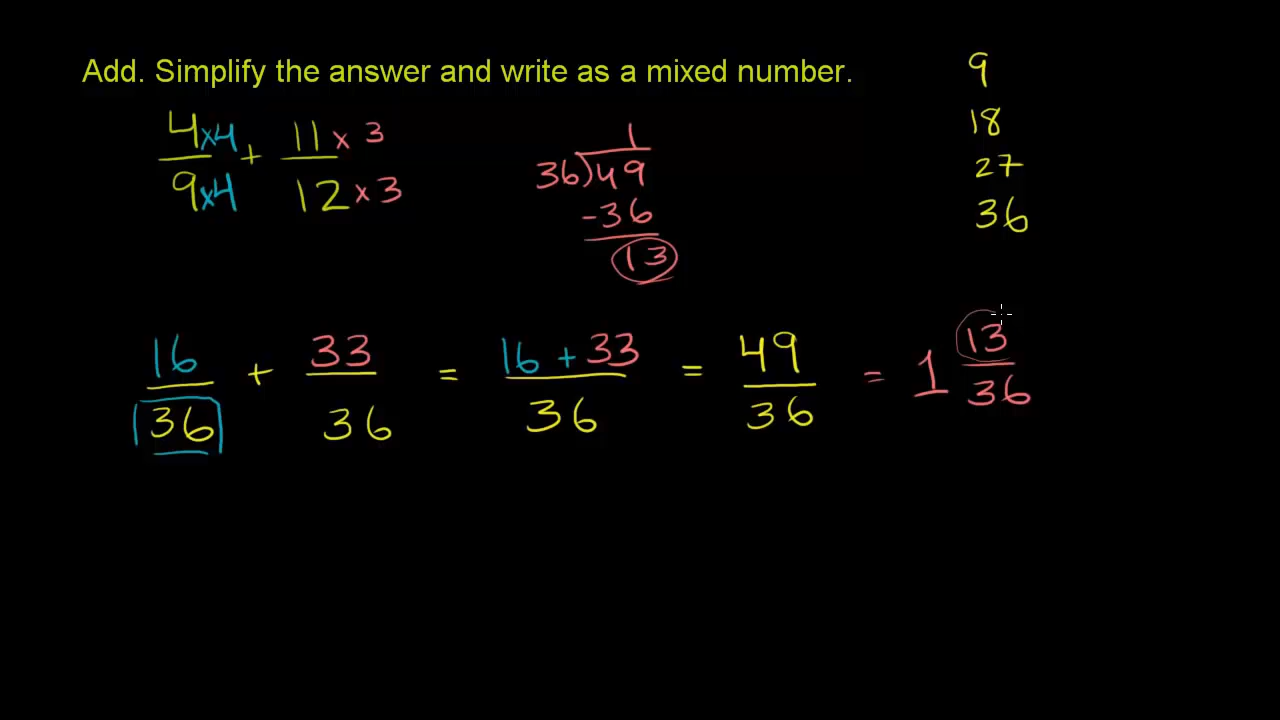 Add. Simplify the answer and write as a mixed number.
4x4/9x4 + 11 x 3/12 x 3
1
36)49
-36
13
9
18
27
36
16/36 + 33/36 = 16 + 33/36 = 49/36 = 1 13/36